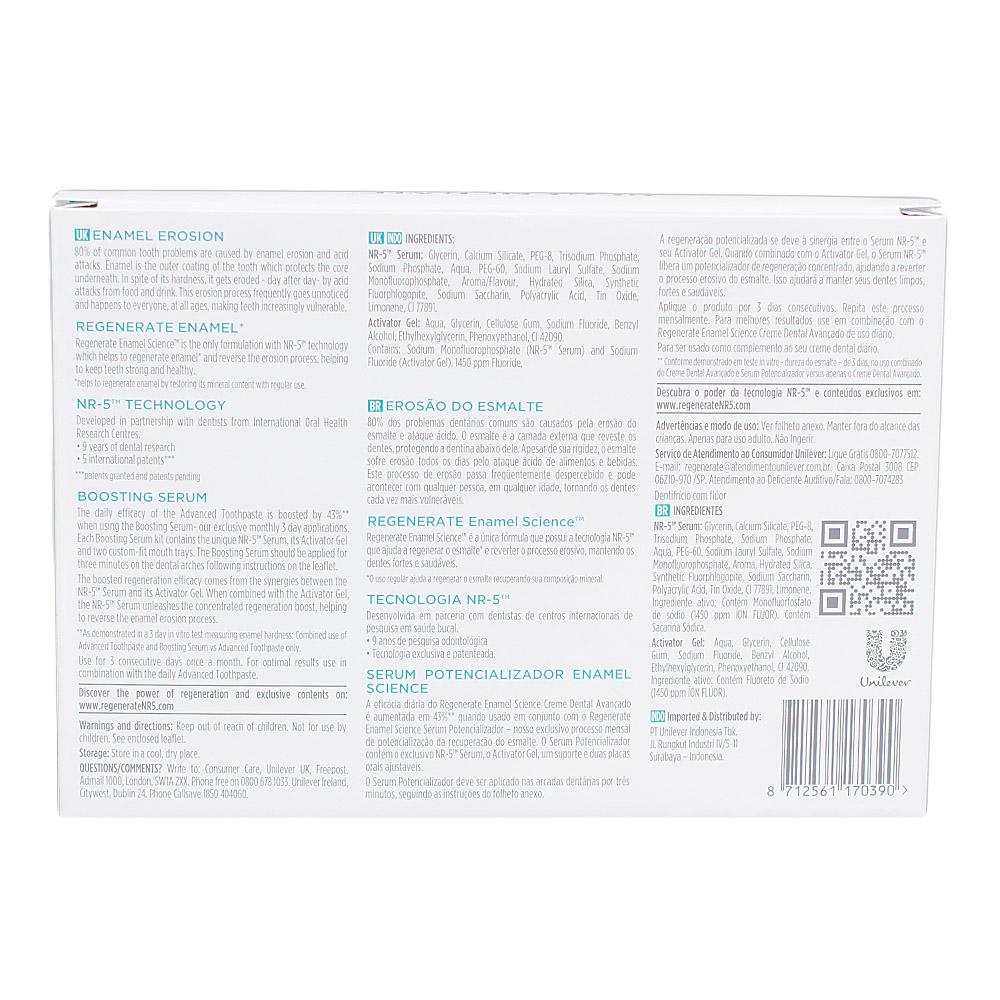 UK ENAMEL EROSION
80% of common tooth problems are caused by enamel erosion and acid
attacks. Enamel is the outer coating of the tooth which protects the core
underneath. In spite of its hardness, it gets eroded - day after day- by acid
attacks from food and drink. This erosion process frequently goes unnoticed
and happens to everyone, at all ages, making teeth increasingly vulnerable.
REGENERATE ENAMEL*
Regenerate Enamel Science™ is the only formulation with NR-5™ technology
which helps to regenerate enamel* and reverse the erosion process, helping
to keep teeth strong and healthy.
*helps to regenerate enamel by restoring its mineral content with regular use.
NR-5™ TECHNOLOGY
Developed in partnership with dentists from International Oral Health
Research Centres.
• 9 years of dental research
• 5 international patents***
***patents granted and patents pending
BOOSTING SERUM
The daily efficacy of the Advanced Toothpaste is boosted by 43%**
when using the Boosting Serum- our exclusive monthly 3 day applications.
Each Boosting Serum kit contains the unique NR-5™ Serum, its Activator Gel
and two custom-fit mouth trays. The Boosting Serum should be applied for
three minutes on the dental arches following instructions on the leaflet.
The boosted regeneration efficacy comes from the synergies between the
NR-5™ Serum and its Activator Gel. When combined with the Activator Gel,
the NR-5™ Serum unleashes the concentrated regeneration boost, helping
to reverse the enamel erosion process.
**As demonstrated in a 3 day in vitro test measuring enamel hardness: Combined use of
Advanced Toothpaste and Boosting Serum vs Advanced Toothpaste only.
Use for 3 consecutive days once a month. For optimal results use in
combination with the daily Advanced Toothpaste.
Discover the power of regeneration and exclusive contents on:
www.regenerateNR5.com
Warnings and directions: Keep out of reach of children. Not for use by
children. See enclosed leaflet.
Storage: Store in a cool, dry place.
QUESTIONS/COMMENTS? Write to: Consumer Care, Unilever UK, Freepost,
Admail 1000, London, SW1A 2XX. Phone free on 0800 678 1033. Unilever Ireland,
Citywest, Dublin 24. Phone Callsave 1850 404060.
UK INDO INGREDIENTS:
NR-5™ Serum: Glycerin, Calcium Silicate, PEG-8, Trisodium Phosphate,
Sodium Phosphate, Aqua, PEG-60, Sodium Lauryl Sulfate, Sodium
Monofluorophosphate, Aroma/Flavour, Hydrated Silica, Synthetic
Fluorphlogopite, Sodium Saccharin, Polyacrylic Acid, Tin Oxide,
Limonene, CI 77891.
Activator Gel: Aqua, Glycerin, Cellulose Gum, Sodium Fluoride, Benzyl
Alcohol, Ethylhexylglycerin, Phenoxyethanol, CI 42090.
Contains: Sodium Monofluorophosphate (NR-5™ Serum) and Sodium
Fluoride (Activator Gel). 1450 ppm Fluoride.
BR EROSÃO DO ESMALTE
80% dos problemas dentários comuns são causados pela erosão do
esmalte e ataque ácido. O esmalte é a camada externa que reveste os
dentes, protegendo a dentina abaixo dele. Apesar de sua rigidez, o esmalte
sofre erosão todos os dias pelo ataque ácido de alimentos e bebidas.
Este processo de erosão passa frequentemente despercebido e pode
acontecer com qualquer pessoa, em qualquer idade, tornando os dentes
cada vez mais vulneráveis.
REGENERATE Enamel Science™
Regenerate Enamel Science™ é a única fórmula que possui a tecnologia NR-5™
que ajuda a regenerar o esmalte* e reverter o processo erosivo, mantendo os
dentes fortes e saudáveis.
*O uso regular ajuda a regenerar o esmalte recuperando sua composição mineral.
TECNOLOGIA NR-5™
Desenvolvida em parceria com dentistas de centros internacionais de
pesquisa em saúde bucal.
• 9 anos de pesquisa odontológica
• Tecnologia exclusiva e patenteada.
SERUM POTENCIALIZADOR ENAMEL
SCIENCE
A eficácia diária do Regenerate Enamel Science Creme Dental Avançado
é aumentada em 43%** quando usado em conjunto com o Regenerate
Enamel Science Serum Potencializador – nosso exclusivo processo mensal
de potencialização da recuperação do esmalte. O Serum Potencializador
contém o exclusivo NR-5™ Serum, o Activator Gel, um suporte e duas placas
orais ajustáveis.
O Serum Potencializador deve ser aplicado nas arcadas dentárias por três
minutos, seguindo as instruções do folheto anexo.
A regeneração potencializada se deve à sinergia entre o Serum NR-5™ e
seu Activator Gel. Quando combinado com o Activator Gel, o Serum NR-5™
libera um potencializador de regeneração concentrado, ajudando a reverter
o processo erosivo do esmalte. Isso ajudará a manter seus dentes limpos,
fortes e saudáveis.
Aplique o produto por 3 dias consecutivos. Repita este processo
mensalmente. Para melhores resultados use em combinação com o
Regenerate Enamel Science Creme Dental Avançado de uso diário.
Para ser usado como complemento ao seu creme dental diário.
** Conforme demonstrado em teste in vitro - dureza do esmalte – de 3 dias, no uso combinado
do Creme Dental Avançado e Serum Potencializador versus apenas o Creme Dental Avançado.
Descubra o poder da tecnologia NR-5™ e conteúdos exclusivos em:
www.regenerateNR5.com
Advertências e modo de uso: Ver folheto anexo. Manter fora do alcance das
crianças. Apenas para uso adulto. Não Ingerir.
Serviço de Atendimento ao Consumidor Unilever: Ligue Grátis 0800-7077512.
E-mail: regenerate@atendimentounilever.com.br. Caixa Postal 3008 CEP
06210-970 /SP. Atendimento ao Deficiente Auditivo/Fala: 0800-7074283
Dentifrício com flúor
BR INGREDIENTES
NR-5™ Serum: Glycerin, Calcium Silicate, PEG-8,
Trisodium Phosphate, Sodium Phosphate,
Aqua, PEG-60, Sodium Lauryl Sulfate, Sodium
Monofluorophosphate, Aroma, Hydrated Silica,
Synthetic Fluorphlogopite, Sodium Saccharin,
Polyacrylic Acid, Tin Oxide, CI 77891, Limonene.
Ingrediente ativo: Contém Monofluorfosfato
de sódio (1450 ppm ÍON FLÚOR). Contém
Sacarina Sódica.
Activator Gel: Aqua, Glycerin, Cellulose
Gum, Sodium Fluoride, Benzyl Alcohol,
Ethylhexylglycerin, Phenoxyethanol, CI 42090.
Ingrediente ativo: Contém Fluoreto de Sódio
(1450 ppm ÍON FLÚOR).
Unilever
INDO Imported & Distributed by:
PT Unilever Indonesia Tbk.
Jl. Rungkut Industri IV/5-11
Surabaya – Indonesia.
8 712561 170390 >